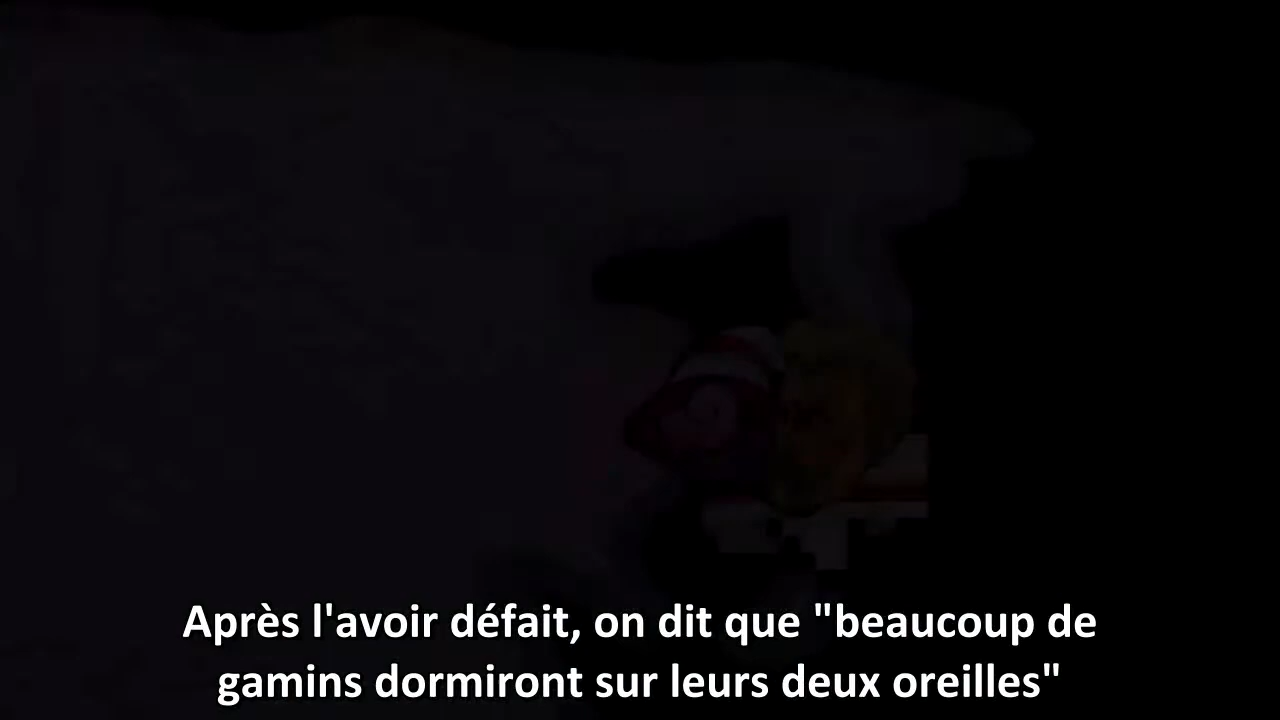 Après l'avoir défait, on dit que "beaucoup de
gamins dormiront sur leurs deux oreilles"